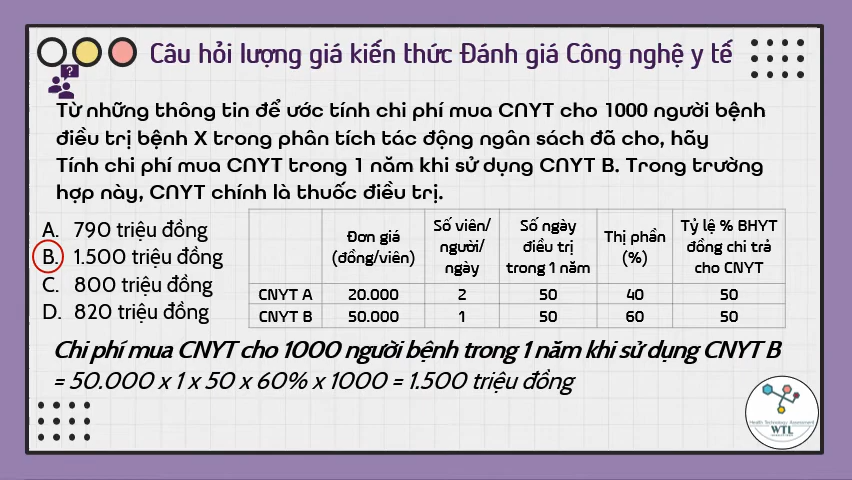 Câu hỏi lượng giá kiến thức Đánh giá Công nghệ y tế
?
Từ những thông tin để ước tính chi phí mua CNYT cho 1000 người bệnh
điều trị bệnh X trong phân tích tác động ngân sách đã cho, hãy
Tính chi phí mua CNYT trong 1 năm khi sử dụng CNYT B. Trong trường
hợp này, CNYT chính là thuốc điều trị.
A. 790 triệu đồng
B. 1.500 triệu đồng
C. 800 triệu đồng
D. 820 triệu đồng
Đơn giá (đồng/viên) Số viên/ người/ ngày Số ngày điều trị trong 1 năm Thị phần (%) Tỷ lệ % BHYT đồng chi trả cho CNYT
CNYT A 20.000 2 50 40 50
CNYT B 50.000 1 50 60 50
Chi phí mua CNYT cho 1000 người bệnh trong 1 năm khi sử dụng CNYT B
= 50.000 x 1 x 50 x 60% x 1000 = 1.500 triệu đồng
Health Technology Assessment
WTL